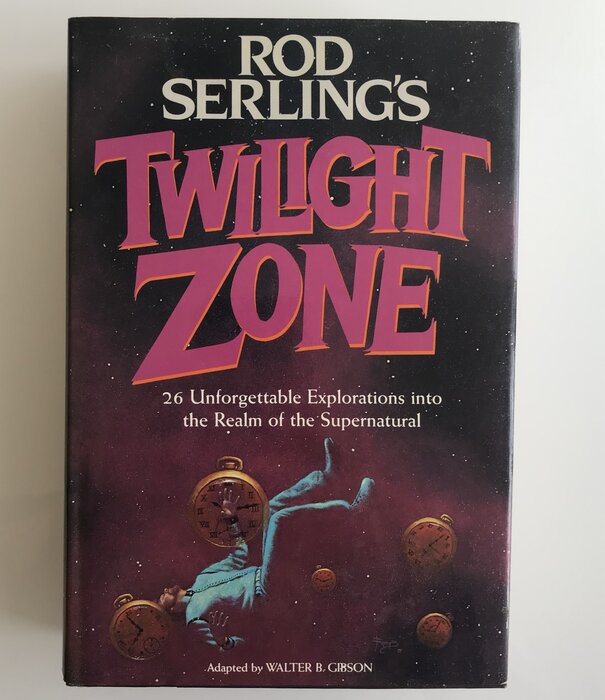 ROD
SERLING'S
TWILIGHT
ZONE
26 Unforgettable Explorations into
the Realm of the Supernatural
Adapted by WALTER B. GIBSON